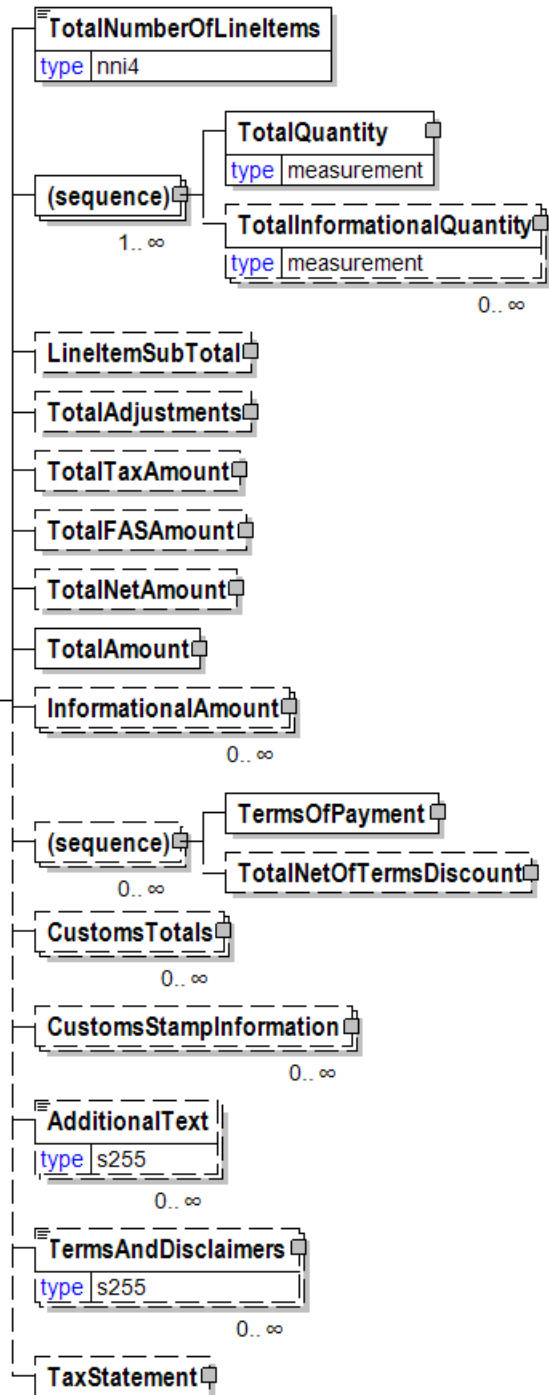 TotalNumberOfLineItems
type nni4
TotalQuantity
type measurement
(sequence)
1.. ∞
TotalInformationalQuantity
type measurement
0.. ∞
LineItemSubTotal
TotalAdjustments
TotalTaxAmount
TotalFASAmount
TotalNetAmount
TotalAmount
InformationalAmount
0.. ∞
TermsOfPayment
(sequence)
0.. ∞
TotalNetOfTermsDiscount
CustomsTotals
0.. ∞
CustomsStampInformation
0.. ∞
AdditionalText
type s255
0.. ∞
TermsAndDisclaimers
type s255
0.. ∞
TaxStatement